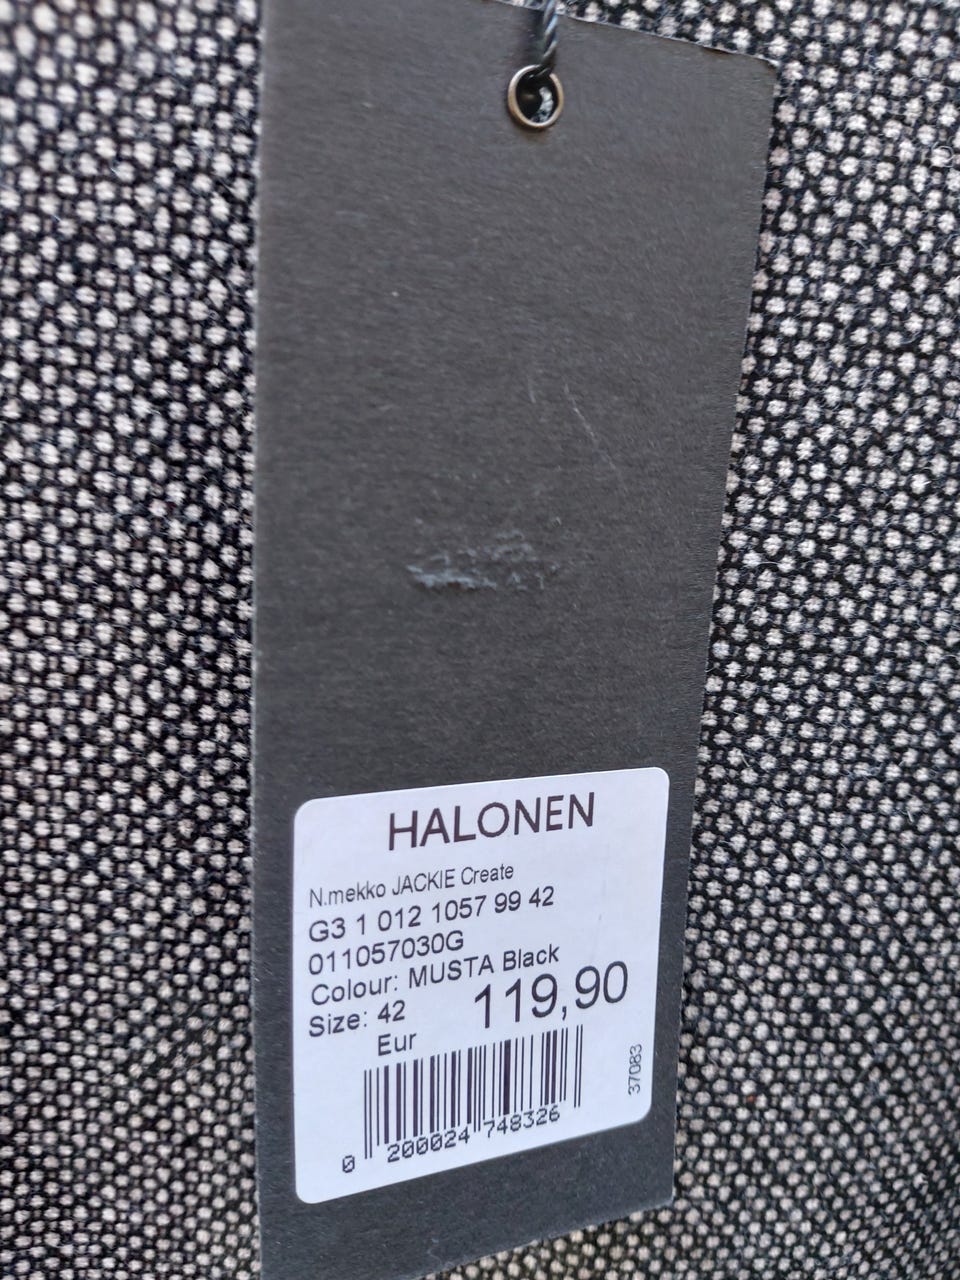 HALONEN
N.mekko JACKIE Create
G3 1 012 1057 99 42
011057030G
Colour: MUSTA Black
Size: 42
119,90
Eur
37083
0 200024 748326